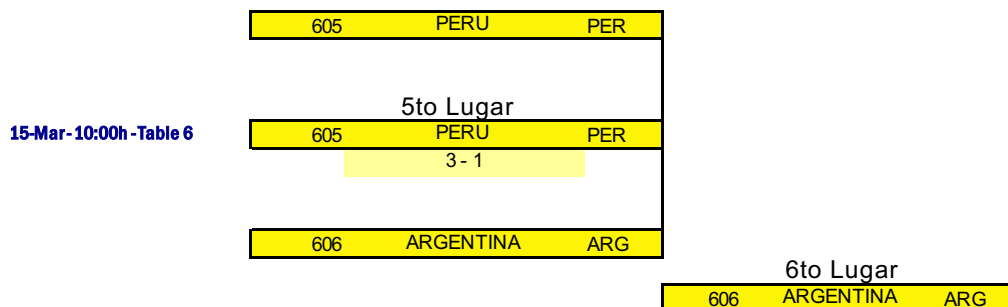 605 PERU PER
5to Lugar
15-Mar-10:00h-Table 6
605 PERU PER
3 - 1
606 ARGENTINA ARG
6to Lugar
606 ARGENTINA ARG